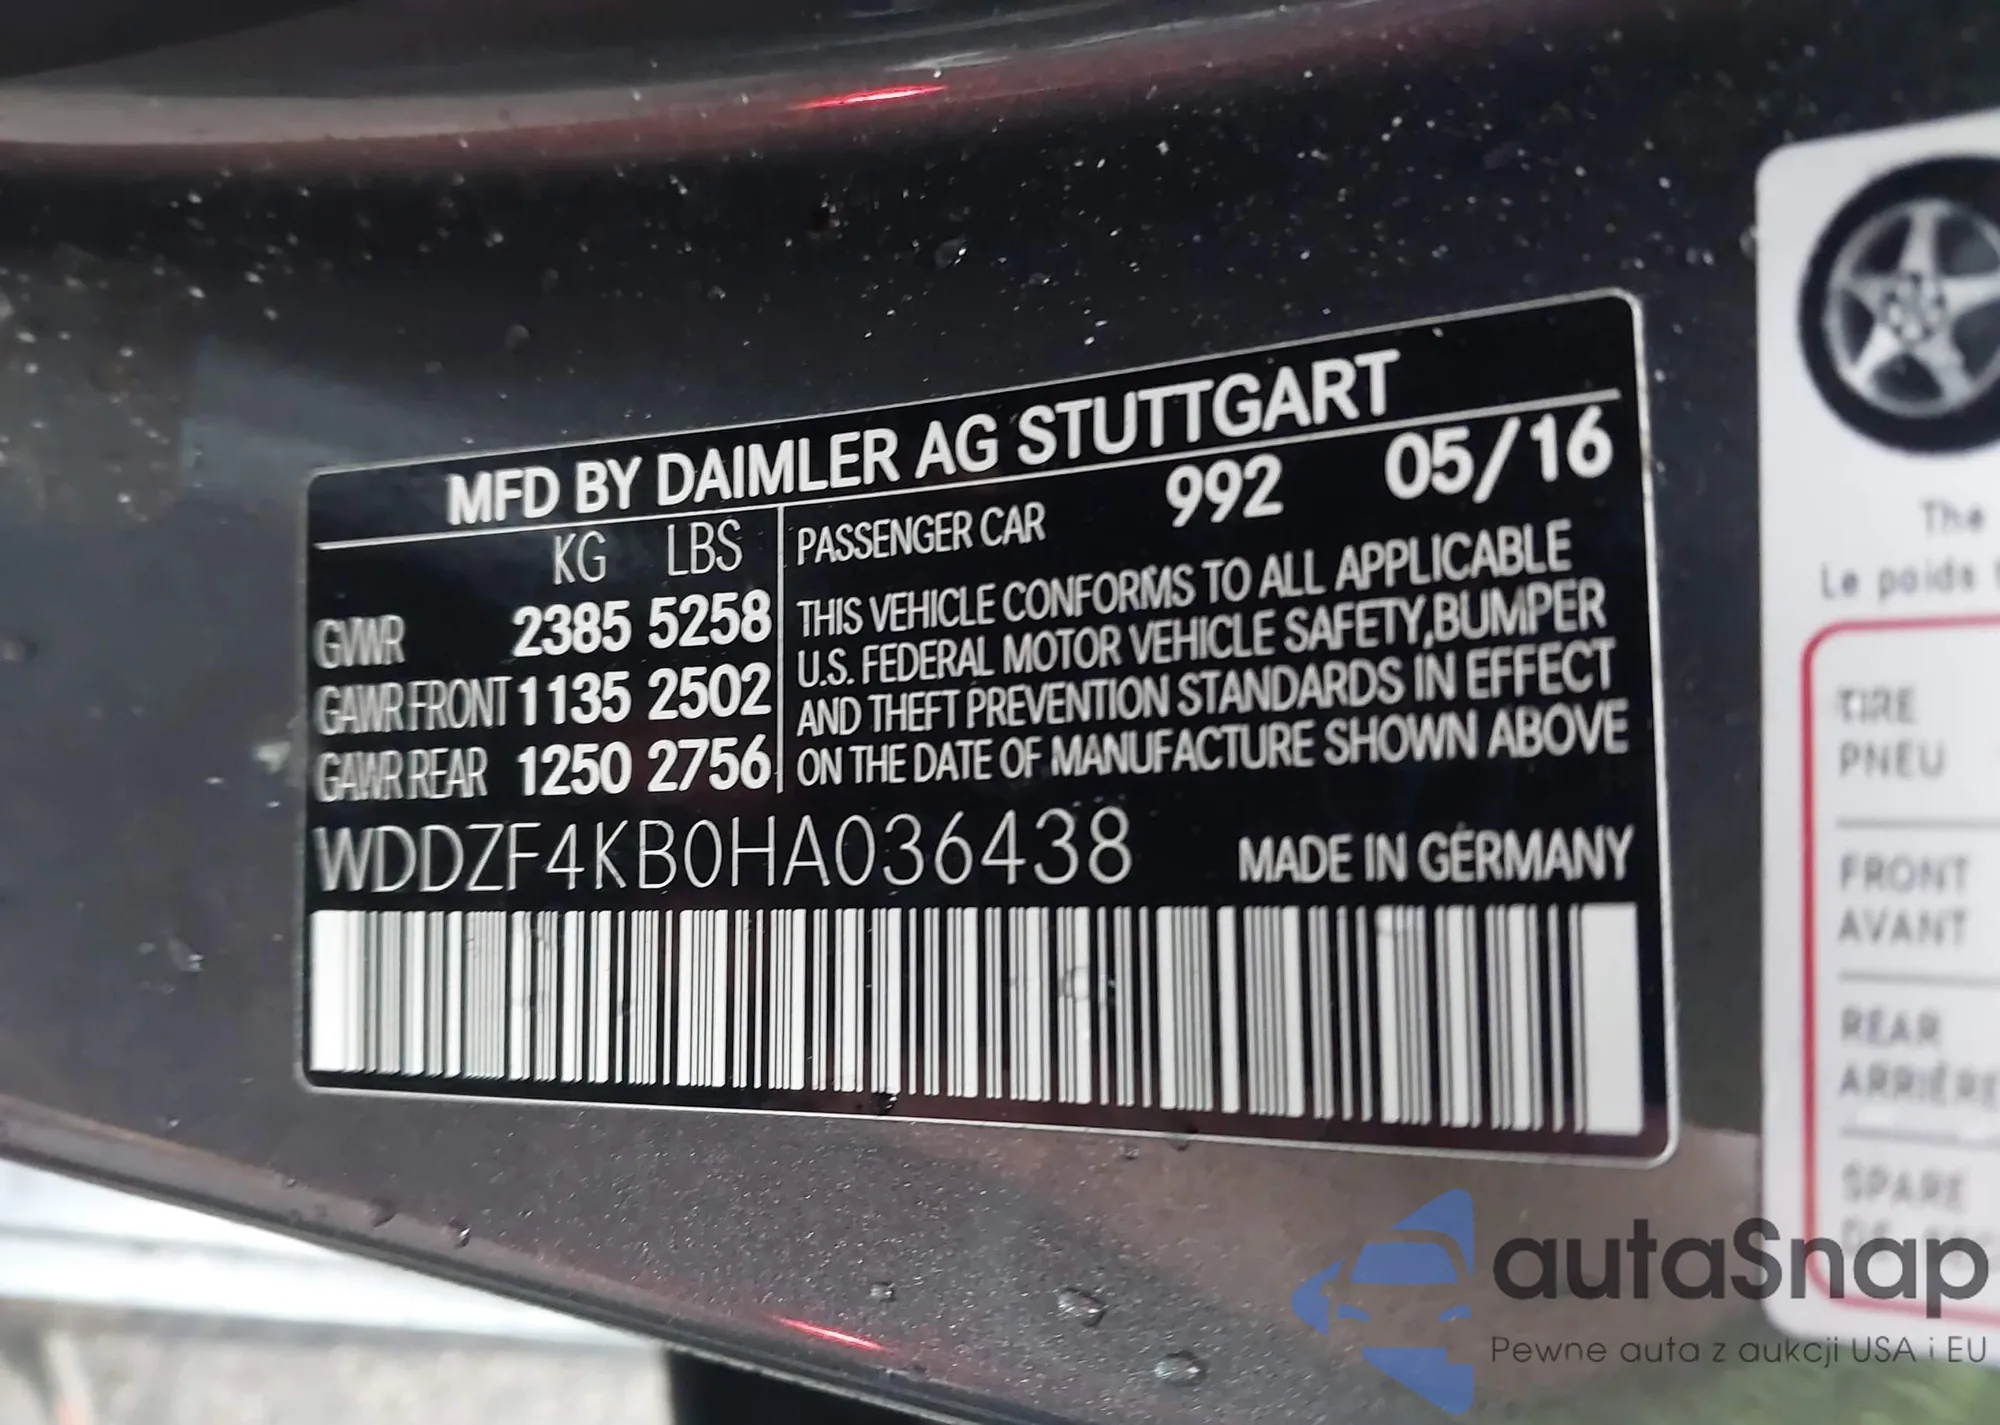 MFD BY DAIMLER AG STUTTGART
KG LBS
GVWR 2385 5258
GAWR FRONT 1135 2502
GAWR REAR 1250 2756
PASSENGER CAR 992 05/16
THIS VEHICLE CONFORMS TO ALL APPLICABLE
U.S. FEDERAL MOTOR VEHICLE SAFETY,BUMPER
AND THEFT PREVENTION STANDARDS IN EFFECT
ON THE DATE OF MANUFACTURE SHOWN ABOVE
WDDZF4KB0HA036438 MADE IN GERMANY
The
Le poids
TIRE
PNEU
FRONT
AVANT
REAR
ARRIÈRE
SPARE
DE
autaSnap
Pewne auta z aukcji USA i EU